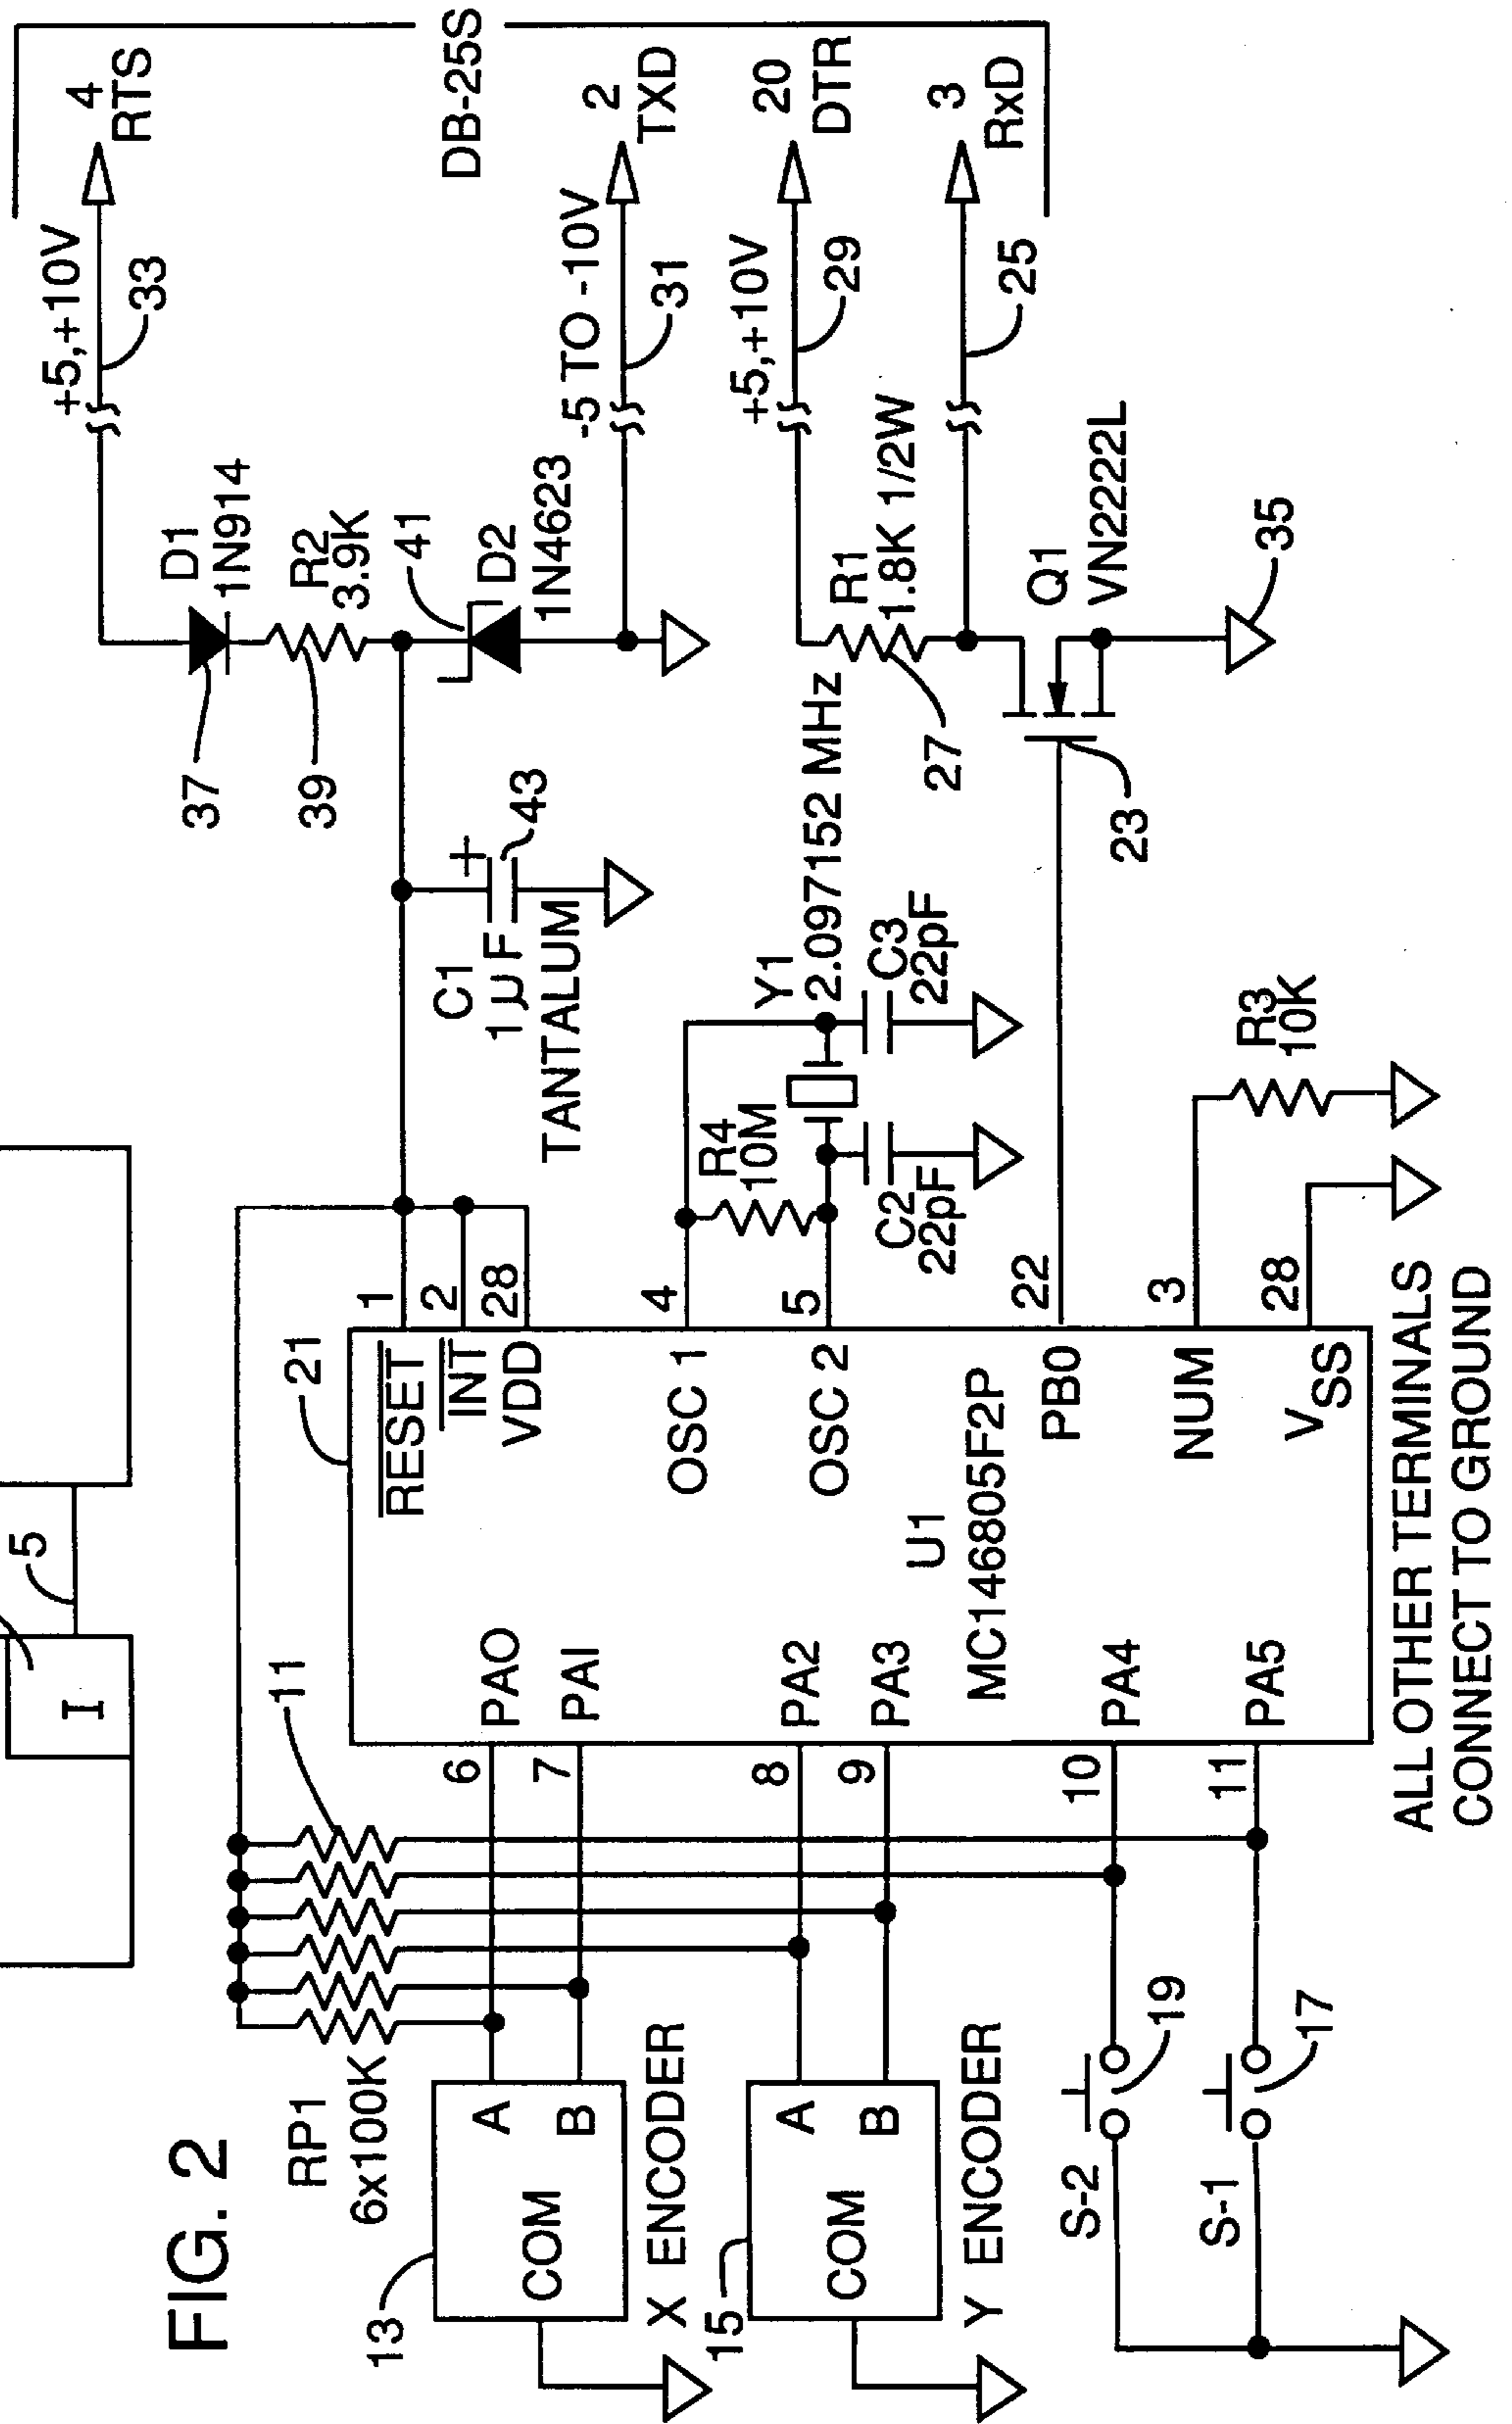 FIG. 2
I
5
RP1
6x100K
11
21
13
COM
A
B
X ENCODER
15
COM
A
B
Y ENCODER
S-2
19
S-1
17
6
PAO
7
PAI
8
PA2
9
PA3
10
PA4
11
PA5
U1
MC146805F2P
RESET
1
INT
2
VDD
28
OSC 1
4
OSC 2
5
PB0
22
NUM
3
VSS
28
ALL OTHER TERMINALS
CONNECT TO GROUND
R3
10K
R4
10M
Y1
2.097152 MHz
C2
22pF
C3
22pF
C1
1 µF
TANTALUM
+
43
37
39
D1
1N914
R2
3.9K
41
D2
1N4623
R1
1.8K 1/2W
27
Q1
VN2222L
23
35
+5,+10V
33
4
RTS
DB-25S
-5 TO -10V
31
2
TXD
+5,+10V
29
20
DTR
25
3
RxD